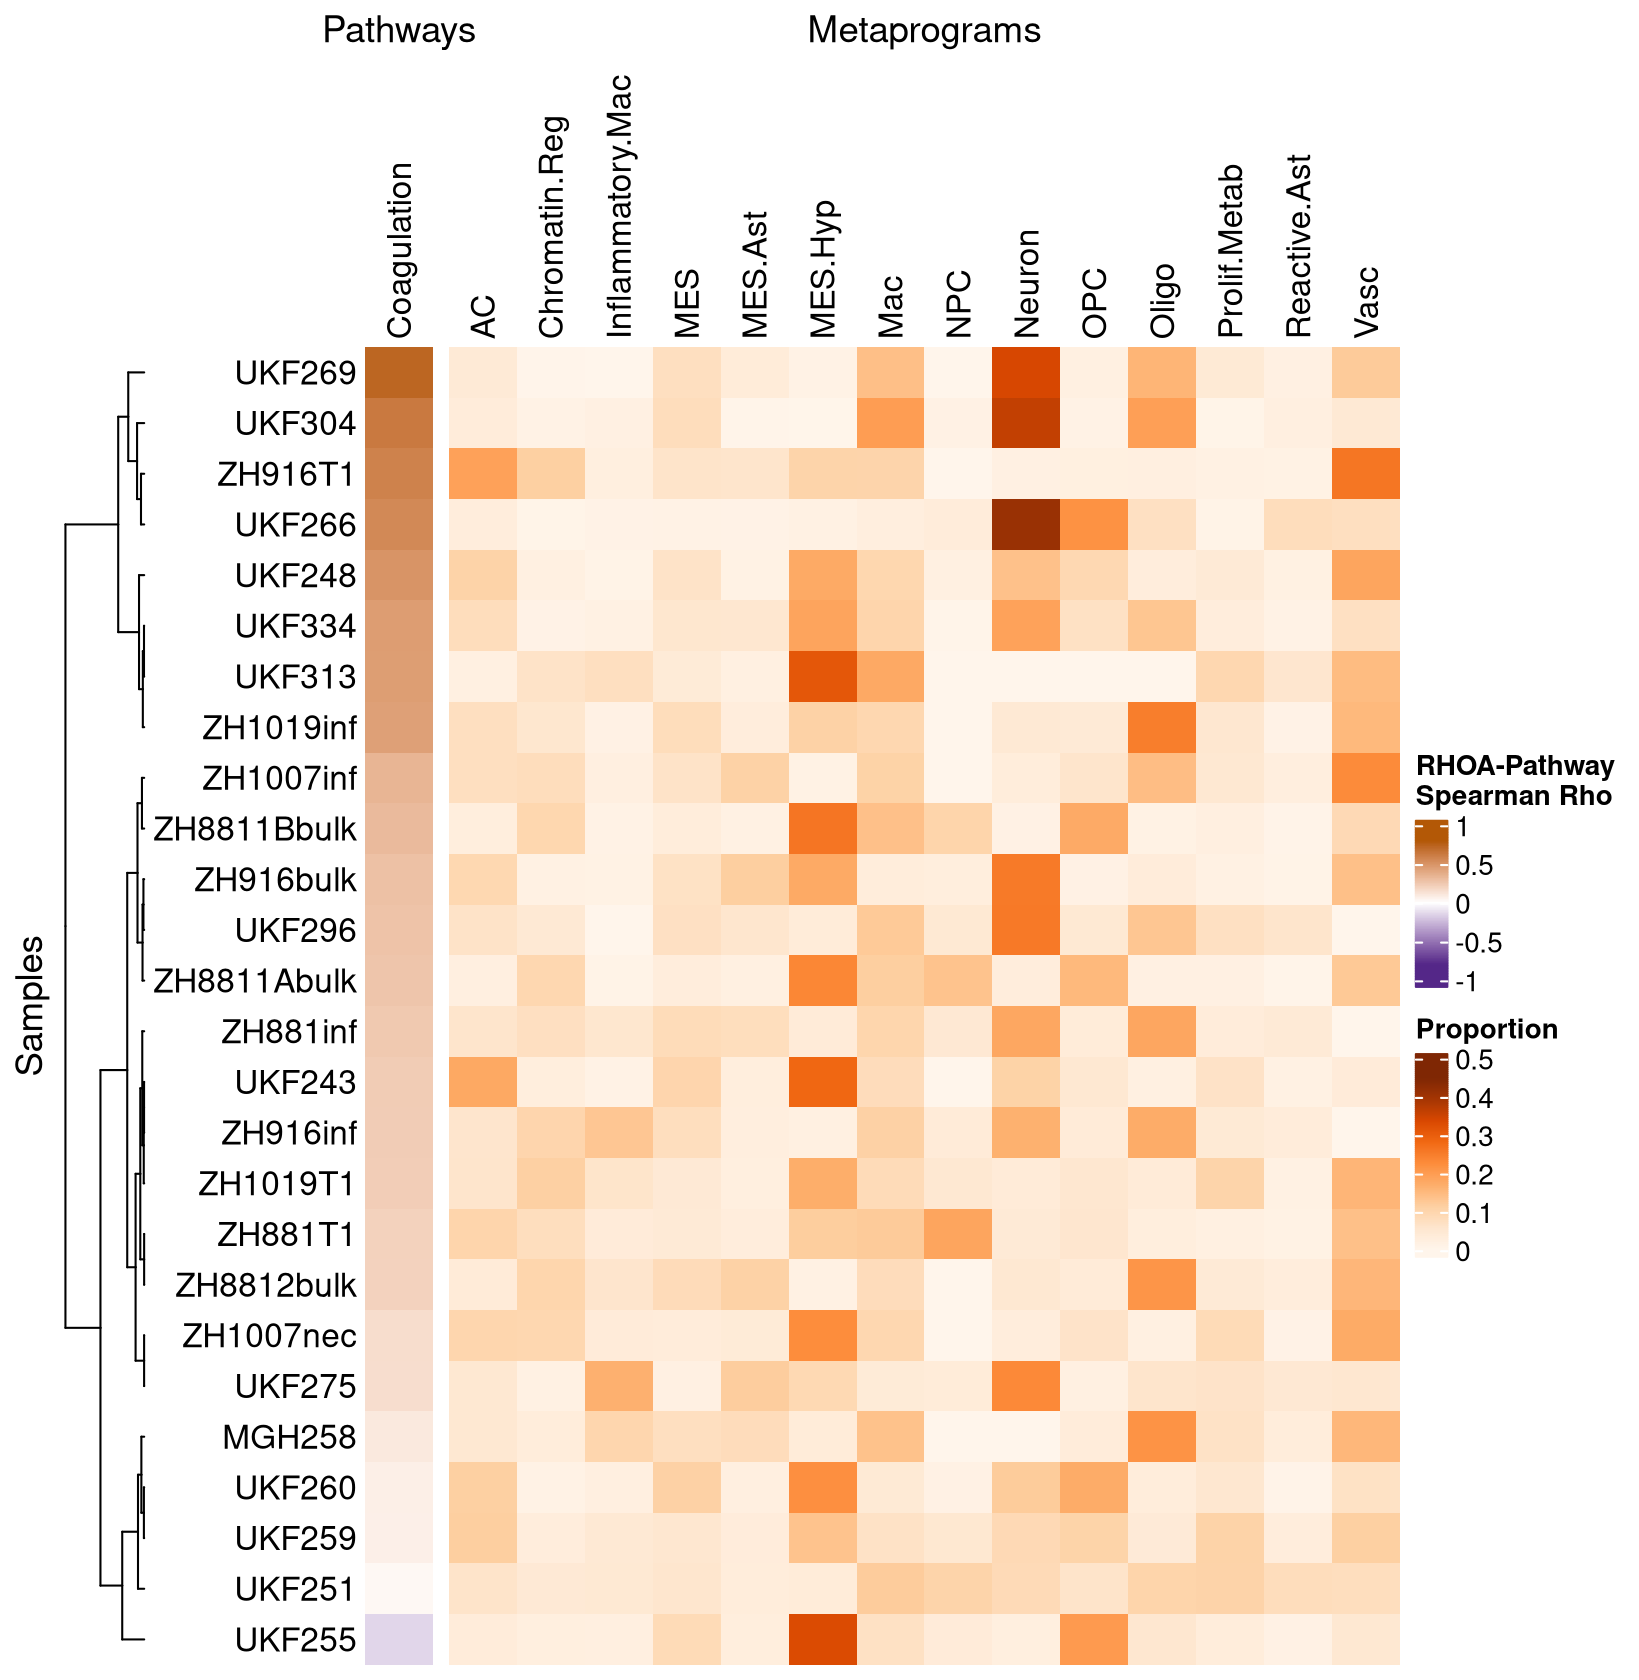 Pathways
Metaprograms
Coagulation
AC
Chromatin.Reg
Inflammatory.Mac
MES
MES.Ast
MES.Hyp
Mac
NPC
Neuron
OPC
Oligo
Prolif.Metab
Reactive.Ast
Vasc
Samples
UKF269
UKF304
ZH916T1
UKF266
UKF248
UKF334
UKF313
ZH1019inf
ZH1007inf
ZH8811Bbulk
ZH916bulk
UKF296
ZH8811Abulk
ZH881inf
UKF243
ZH916inf
ZH1019T1
ZH881T1
ZH8812bulk
ZH1007nec
UKF275
MGH258
UKF260
UKF259
UKF251
UKF255
RHOA-Pathway
Spearman Rho
1
0.5
0
-0.5
-1
Proportion
0.5
0.4
0.3
0.2
0.1
0